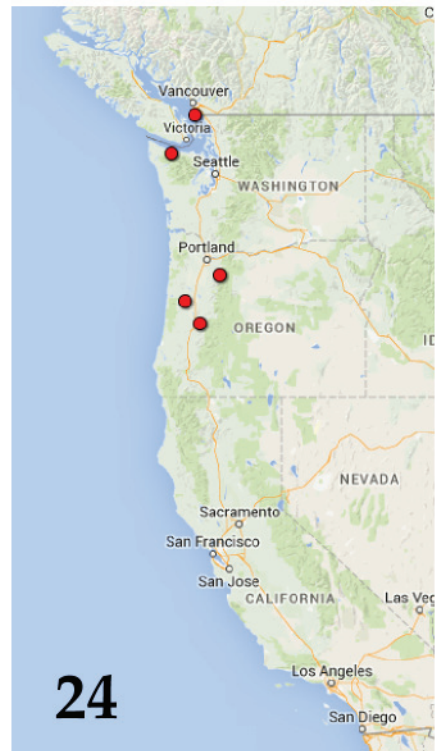 C
Vancouver
Victoria
Seattle
WASHINGTON
Portland
OREGON
ID
NEVADA
Sacramento
San Francisco
San Jose
CALIFORNIA
Las Veg
Los Angeles
24
San Diego